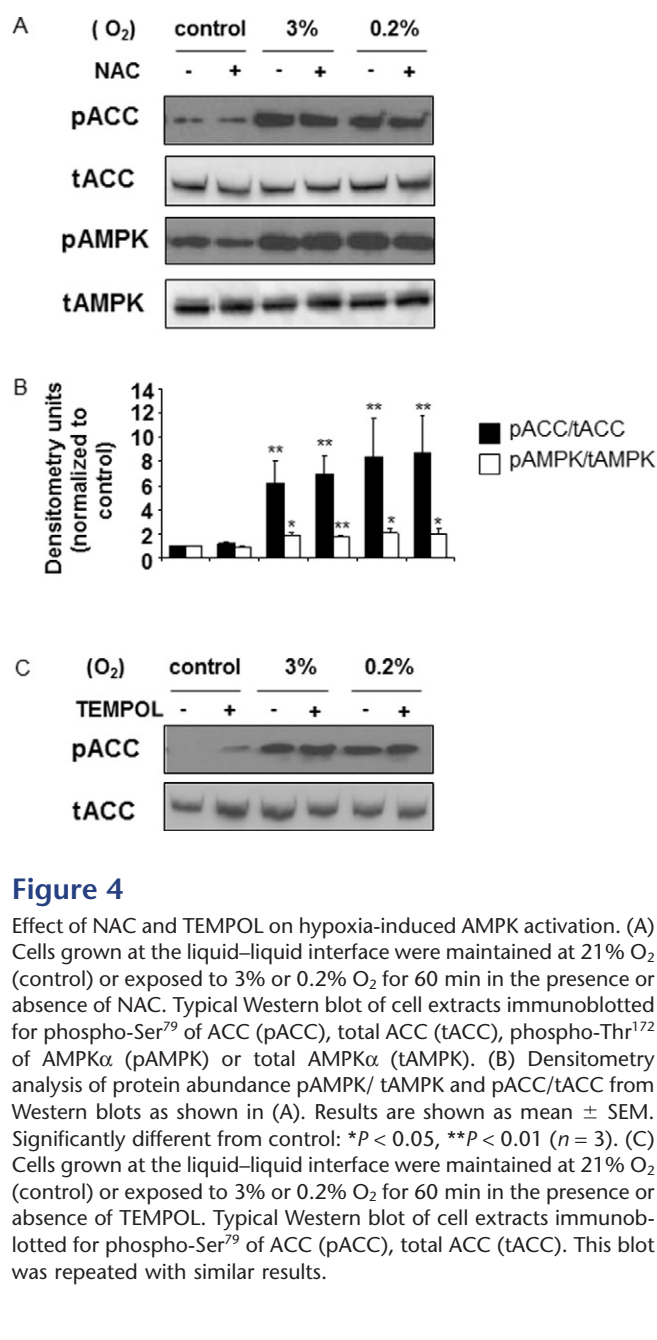 A
( O₂) control 3% 0.2%
NAC - + - + - +
pACC
tACC
pAMPK
tAMPK
B
Densitometry units
(normalized to
control)
14
12
10
8
6
4
2
0
** ** ** **
* ** * *
pACC/tACC
pAMPK/tAMPK
C (O₂) control 3% 0.2%
TEMPOL - + - + - +
pACC
tACC
Figure 4
Effect of NAC and TEMPOL on hypoxia-induced AMPK activation. (A)
Cells grown at the liquid–liquid interface were maintained at 21% O₂
(control) or exposed to 3% or 0.2% O₂ for 60 min in the presence or
absence of NAC. Typical Western blot of cell extracts immunoblotted
for phospho-Ser⁷⁹ of ACC (pACC), total ACC (tACC), phospho-Thr¹⁷²
of AMPKα (pAMPK) or total AMPKα (tAMPK). (B) Densitometry
analysis of protein abundance pAMPK/ tAMPK and pACC/tACC from
Western blots as shown in (A). Results are shown as mean ± SEM.
Significantly different from control: *P < 0.05, **P < 0.01 (n = 3). (C)
Cells grown at the liquid–liquid interface were maintained at 21% O₂
(control) or exposed to 3% or 0.2% O₂ for 60 min in the presence or
absence of TEMPOL. Typical Western blot of cell extracts immunob-
lotted for phospho-Ser⁷⁹ of ACC (pACC), total ACC (tACC). This blot
was repeated with similar results.